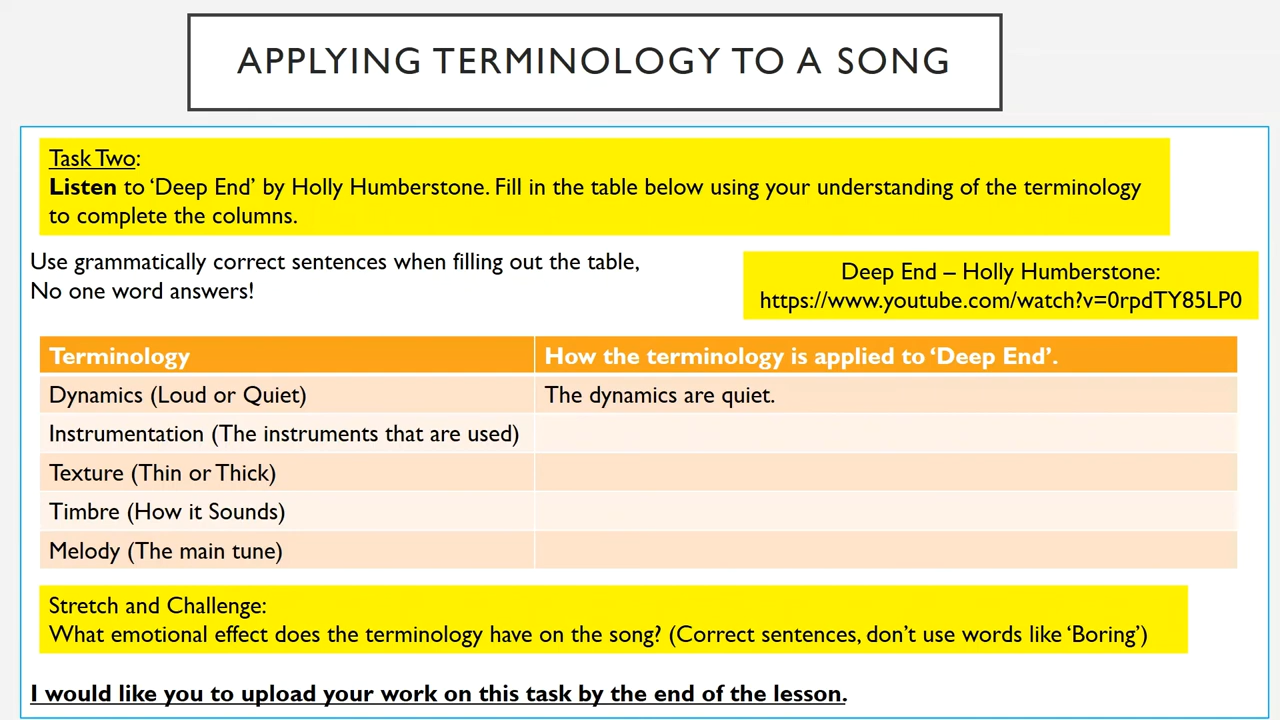 APPLYING TERMINOLOGY TO A SONG
Task Two:
Listen to ‘Deep End’ by Holly Humberstone. Fill in the table below using your understanding of the terminology
to complete the columns.
Use grammatically correct sentences when filling out the table,
No one word answers!
Deep End – Holly Humberstone:
https://www.youtube.com/watch?v=0rpdTY85LP0
Terminology
How the terminology is applied to ‘Deep End’.
Dynamics (Loud or Quiet)
The dynamics are quiet.
Instrumentation (The instruments that are used)
Texture (Thin or Thick)
Timbre (How it Sounds)
Melody (The main tune)
Stretch and Challenge:
What emotional effect does the terminology have on the song? (Correct sentences, don’t use words like ‘Boring’)
I would like you to upload your work on this task by the end of the lesson.